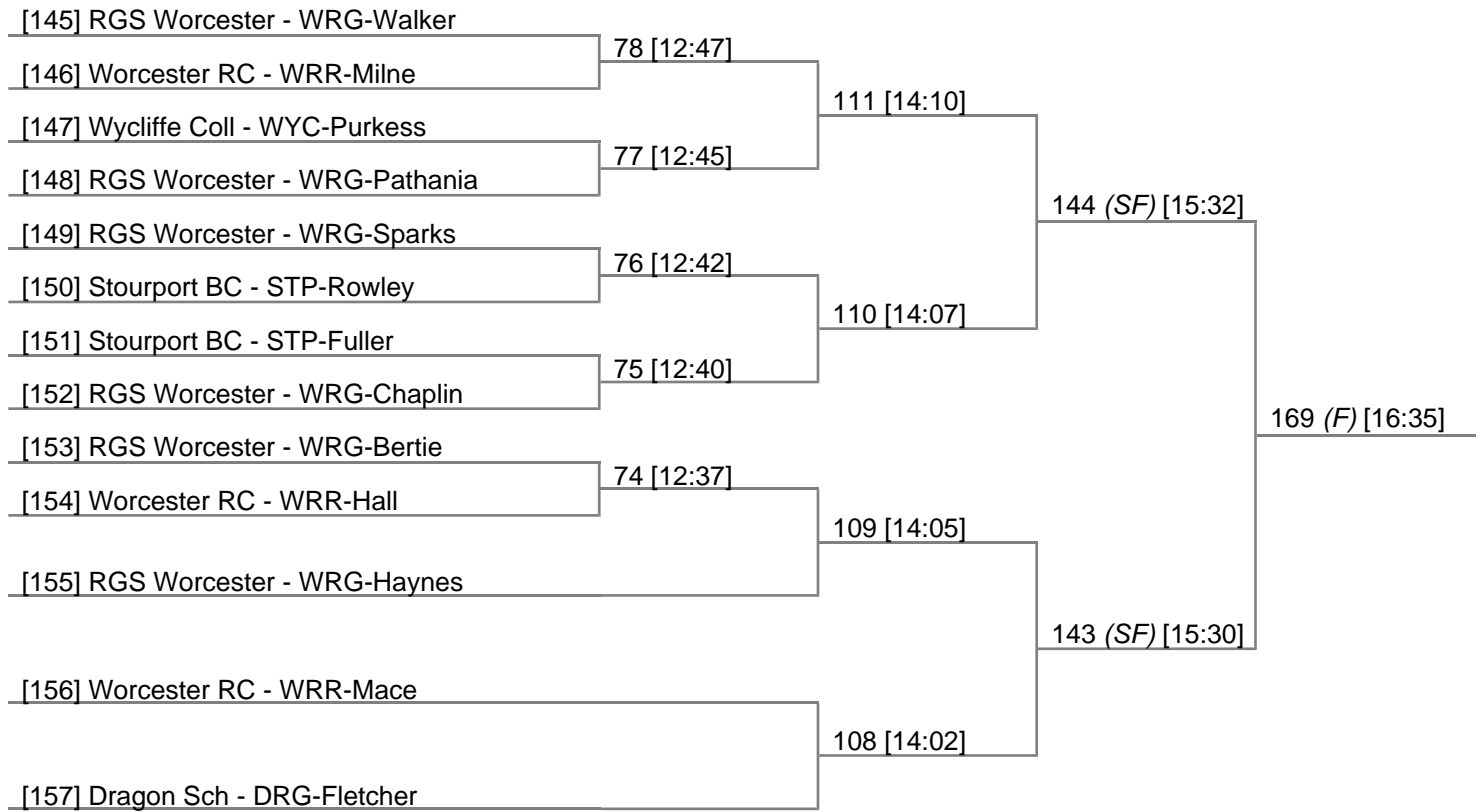 [145] RGS Worcester - WRG-Walker
78 [12:47]
[146] Worcester RC - WRR-Milne
111 [14:10]
[147] Wycliffe Coll - WYC-Purkess
77 [12:45]
[148] RGS Worcester - WRG-Pathania
144 (SF) [15:32]
[149] RGS Worcester - WRG-Sparks
76 [12:42]
[150] Stourport BC - STP-Rowley
110 [14:07]
[151] Stourport BC - STP-Fuller
75 [12:40]
[152] RGS Worcester - WRG-Chaplin
169 (F) [16:35]
[153] RGS Worcester - WRG-Bertie
74 [12:37]
[154] Worcester RC - WRR-Hall
109 [14:05]
[155] RGS Worcester - WRG-Haynes
143 (SF) [15:30]
[156] Worcester RC - WRR-Mace
108 [14:02]
[157] Dragon Sch - DRG-Fletcher